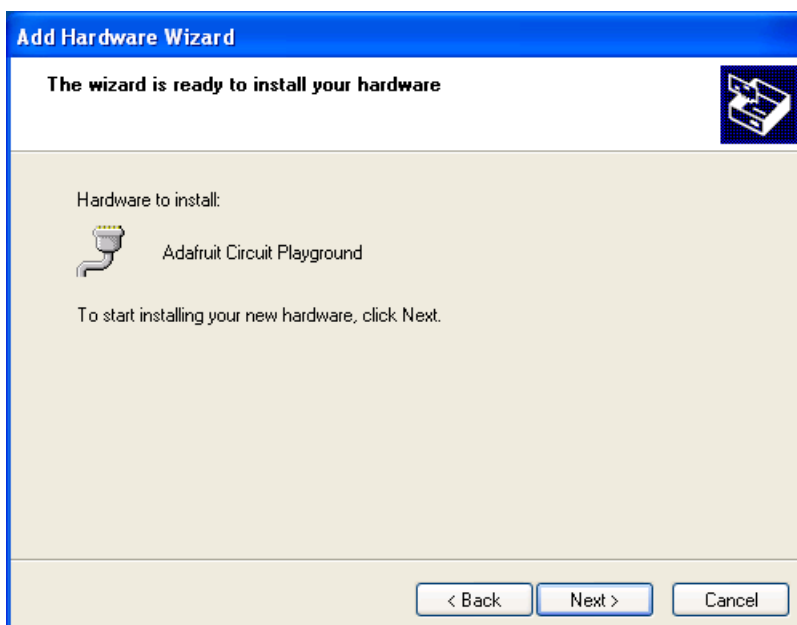 Add Hardware Wizard
The wizard is ready to install your hardware
Hardware to install:
Adafruit Circuit Playground
To start installing your new hardware, click Next.
< Back Next > Cancel